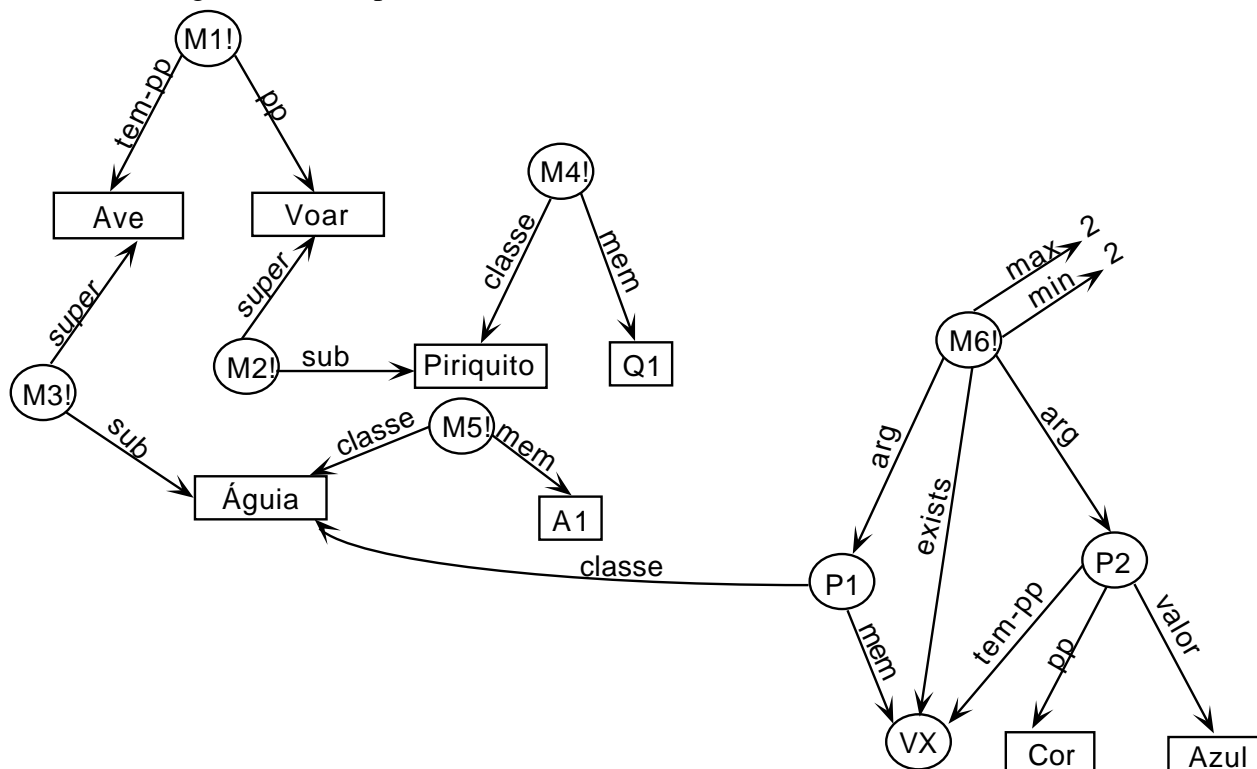 M1!
tem-pp
pp
Ave
Voar
M4!
classe
mem
super
super
max 2
min 2
M6!
M3!
M2!
sub
Piriquito
Q1
sub
classe
M5!
mem
arg
arg
exists
Águia
A1
classe
P1
P2
mem
tem-pp
pp
valor
VX
Cor
Azul